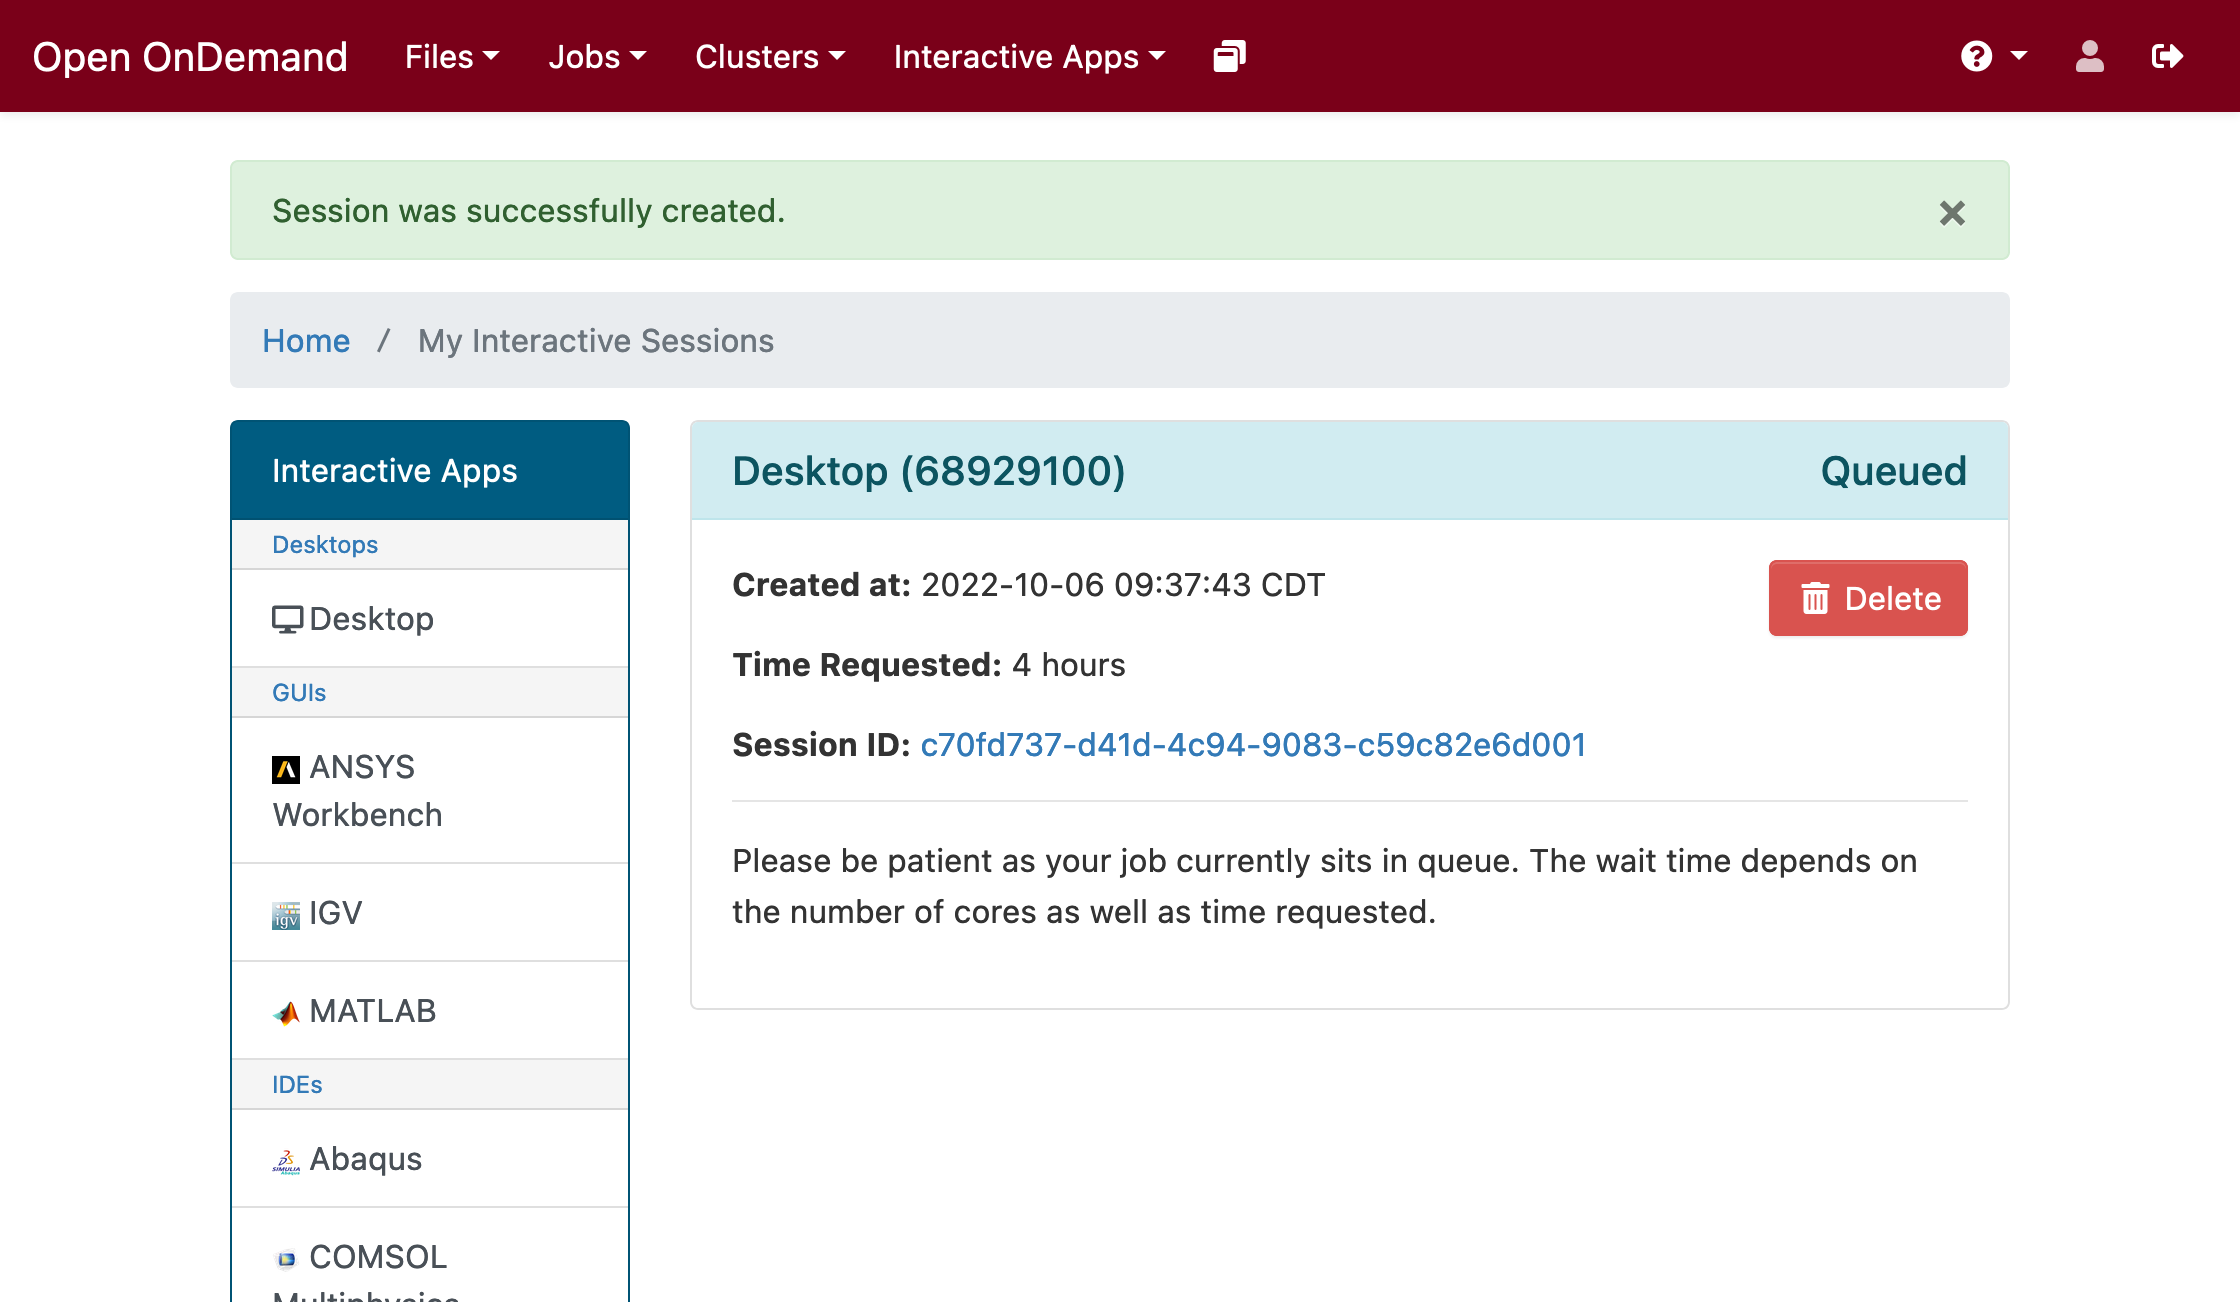 Open OnDemand Files Jobs Clusters Interactive Apps
Session was successfully created.
Home / My Interactive Sessions
Interactive Apps
Desktops
Desktop
GUIs
ANSYS
Workbench
igv IGV
MATLAB
IDEs
Abaqus
COMSOL
Multiphysics
Desktop (68929100) Queued
Created at: 2022-10-06 09:37:43 CDT
Delete
Time Requested: 4 hours
Session ID: c70fd737-d41d-4c94-9083-c59c82e6d001
Please be patient as your job currently sits in queue. The wait time depends on
the number of cores as well as time requested.